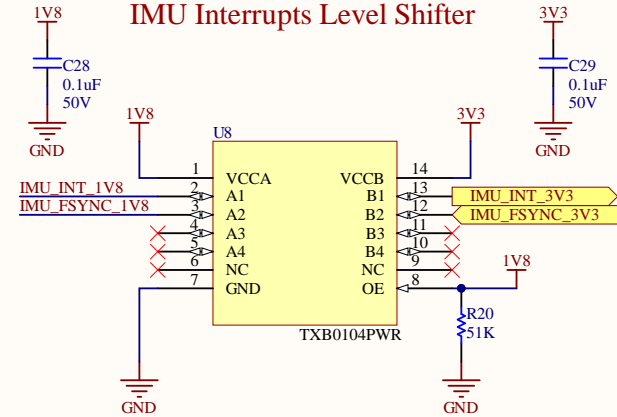 IMU Interrupts Level Shifter
1V8
3V3
C28
0.1uF
50V
C29
0.1uF
50V
GND
GND
1V8
3V3
U8
1 VCCA VCCB 14
IMU_INT_1V8 2 A1 B1 13 IMU_INT_3V3
IMU_FSYNC_1V8 3 A2 B2 12 IMU_FSYNC_3V3
4 A3 B3 11
5 A4 B4 10
6 NC NC 9
7 GND OE 8
1V8
R20
51K
TXB0104PWR
GND
GND